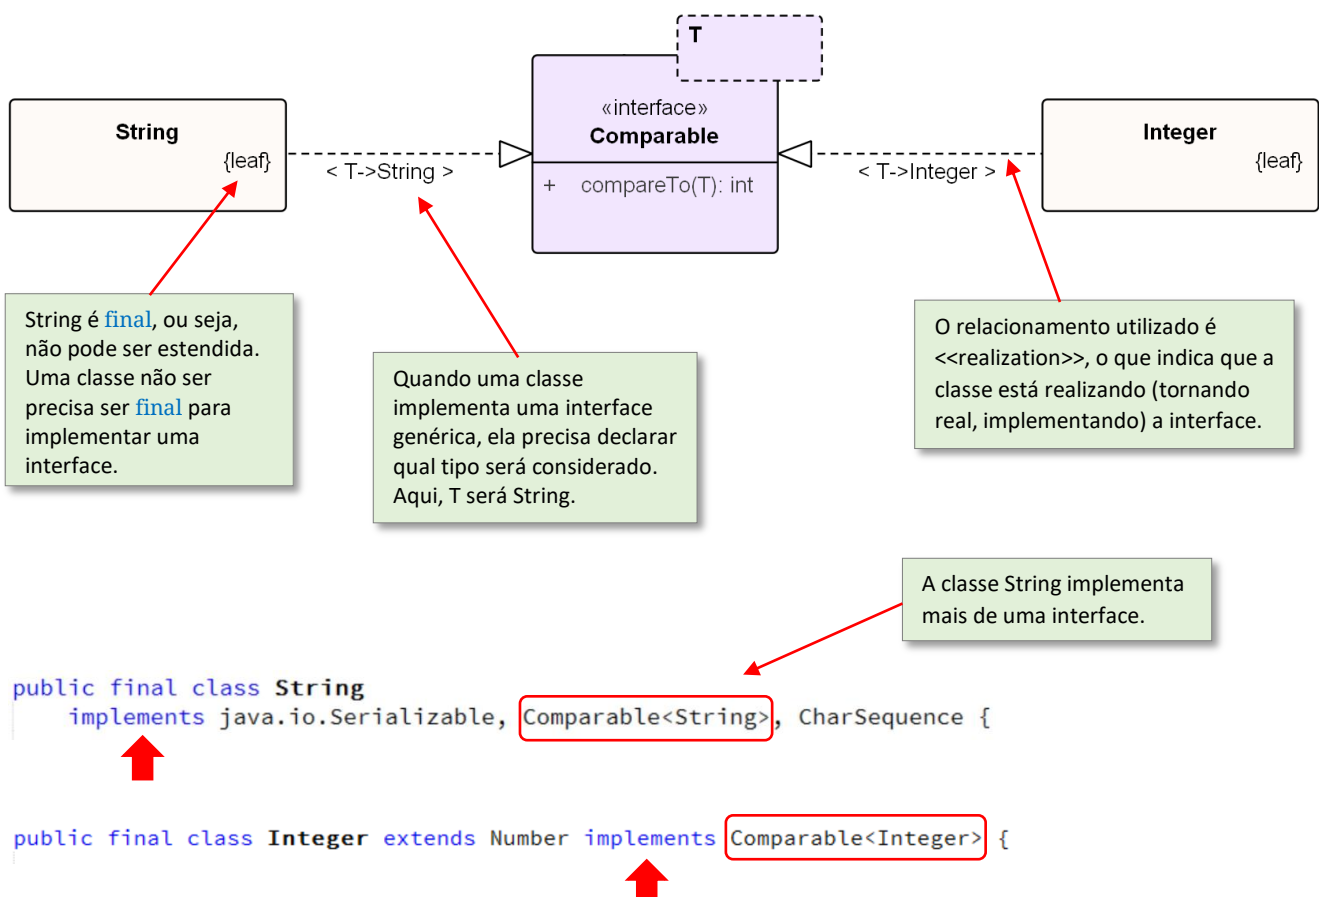 T
«interface»
Comparable
+ compareTo(T): int
String
{leaf}
< T->String >
Integer
{leaf}
< T->Integer >
String é final, ou seja,
não pode ser estendida.
Uma classe não ser
precisa ser final para
implementar uma
interface.
Quando uma classe
implementa uma interface
genérica, ela precisa declarar
qual tipo será considerado.
Aqui, T será String.
O relacionamento utilizado é
<<realization>>, o que indica que a
classe está realizando (tornando
real, implementando) a interface.
A classe String implementa
mais de uma interface.
public final class String
implements java.io.Serializable, Comparable<String>, CharSequence {
public final class Integer extends Number implements Comparable<Integer> {